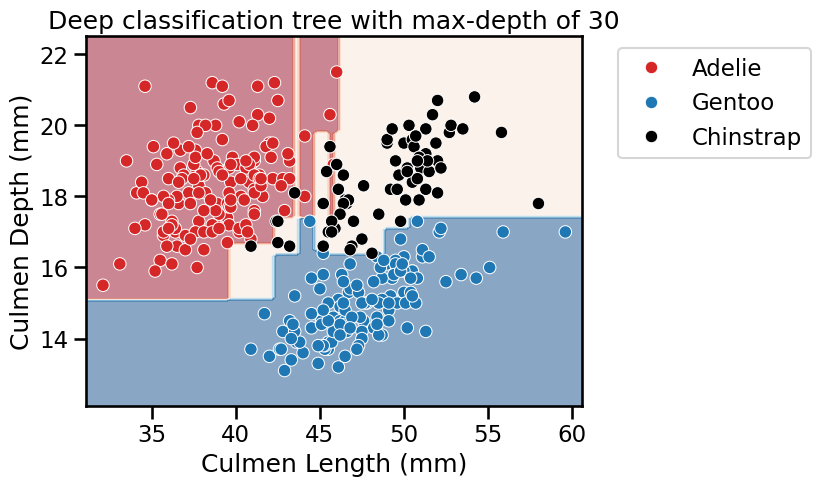 Deep classification tree with max-depth of 30
Adelie
Gentoo
Chinstrap
22
20
18
16
14
Culmen Depth (mm)
35 40 45 50 55 60
Culmen Length (mm)